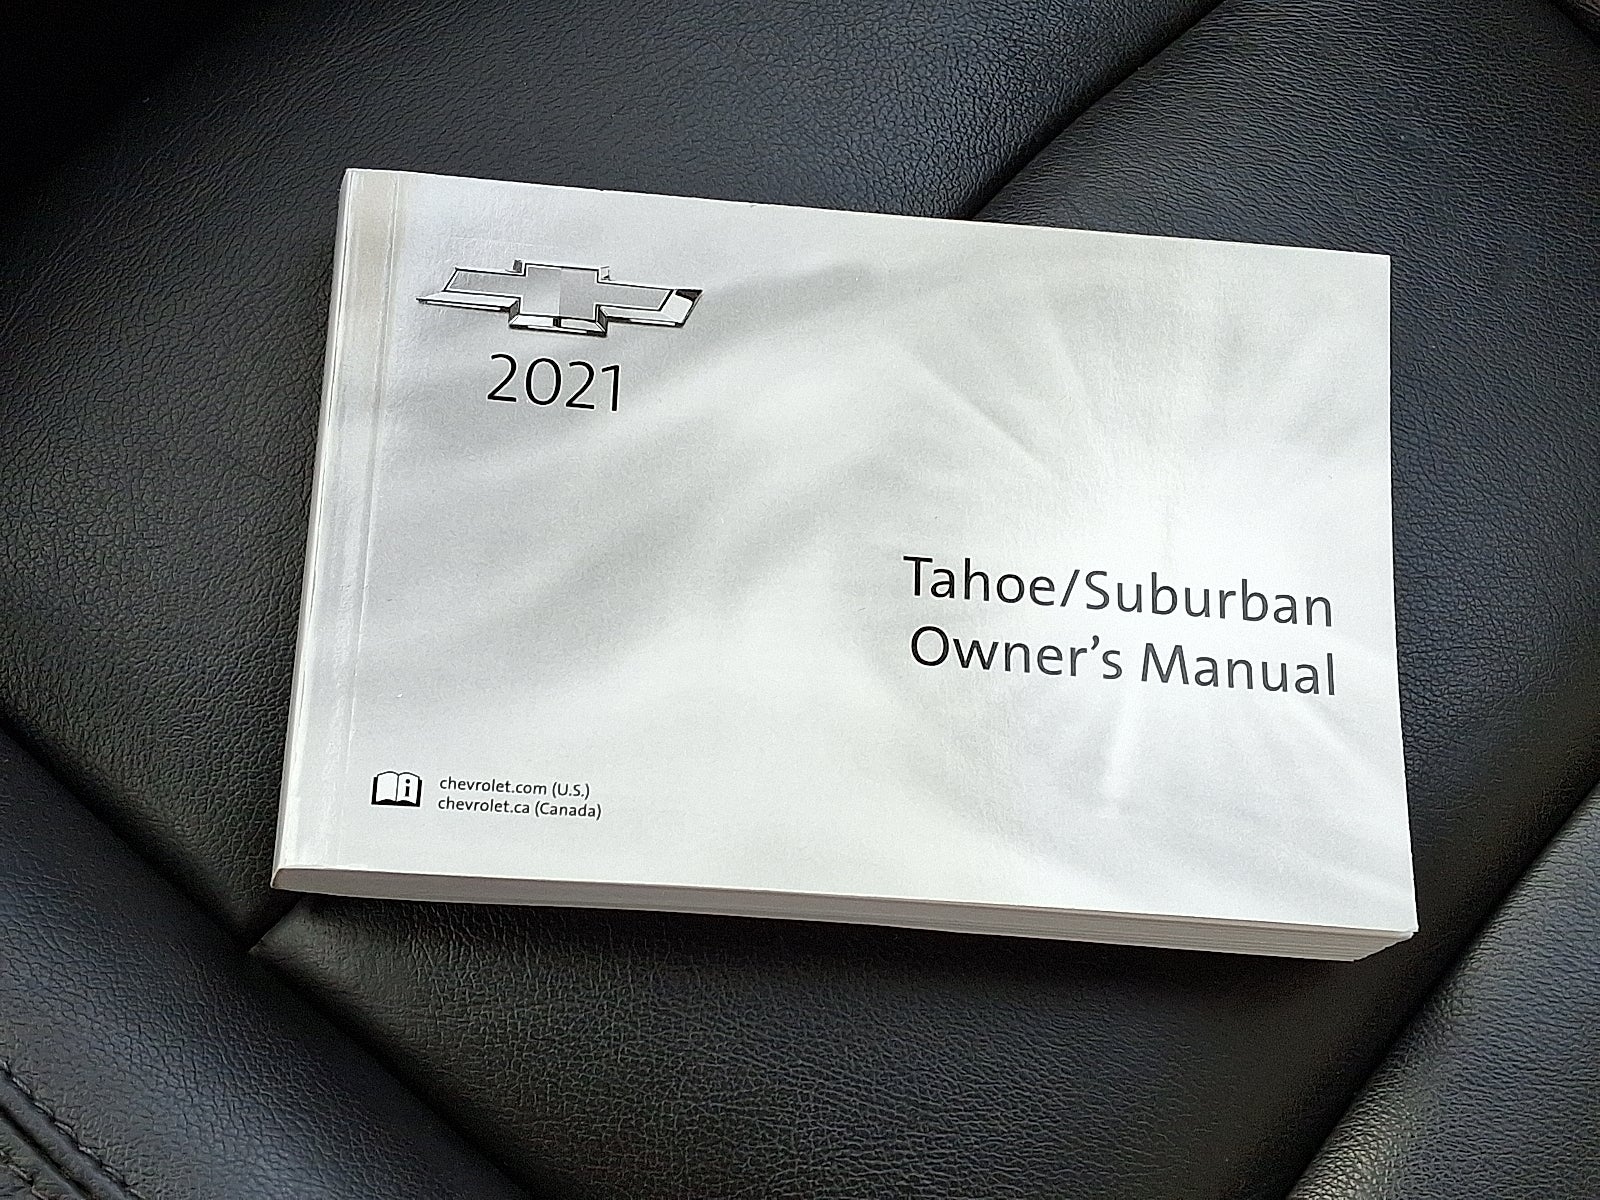 2021
Tahoe/Suburban
Owner’s Manual
i chevrolet.com (U.S.)
chevrolet.ca (Canada)